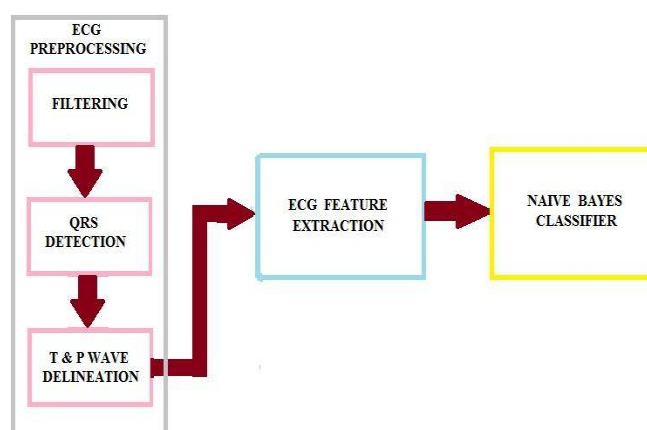 ECG
PREPROCESSING
FILTERING
QRS
DETECTION
T & P WAVE
DELINEATION
ECG FEATURE
EXTRACTION
NAIVE BAYES
CLASSIFIER